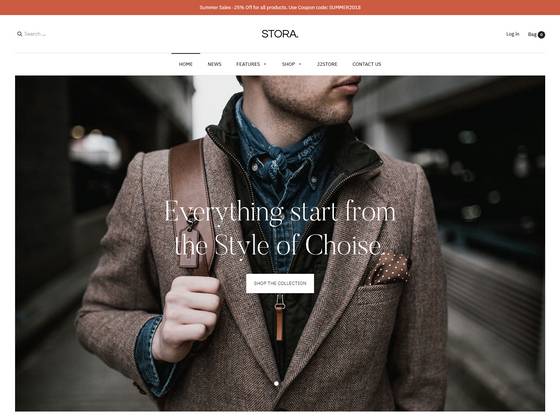 Summer Sales -25% Off for all products. Use Coupon code: SUMMER2018
Search ...
STORA.
Log in
Bag 0
HOME
NEWS
FEATURES
SHOP
J2STORE
CONTACT US
Everything start from
the Style of Choise.
SHOP THE COLLECTION